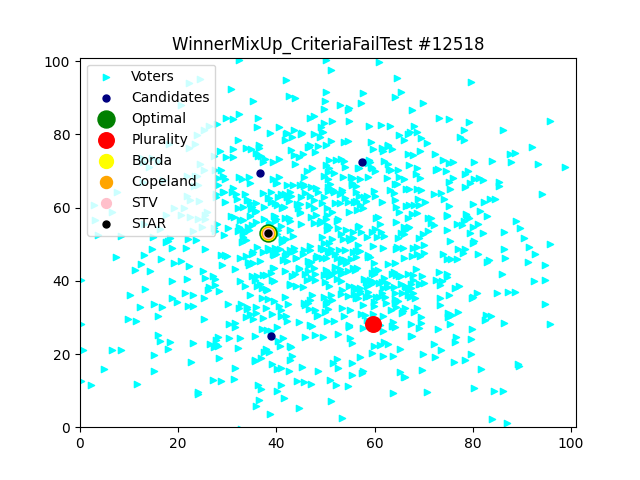 WinnerMixUp_CriteriaFailTest #12518
Voters
Candidates
Optimal
Plurality
Borda
Copeland
STV
STAR
100
80
60
40
20
0
0 20 40 60 80 100